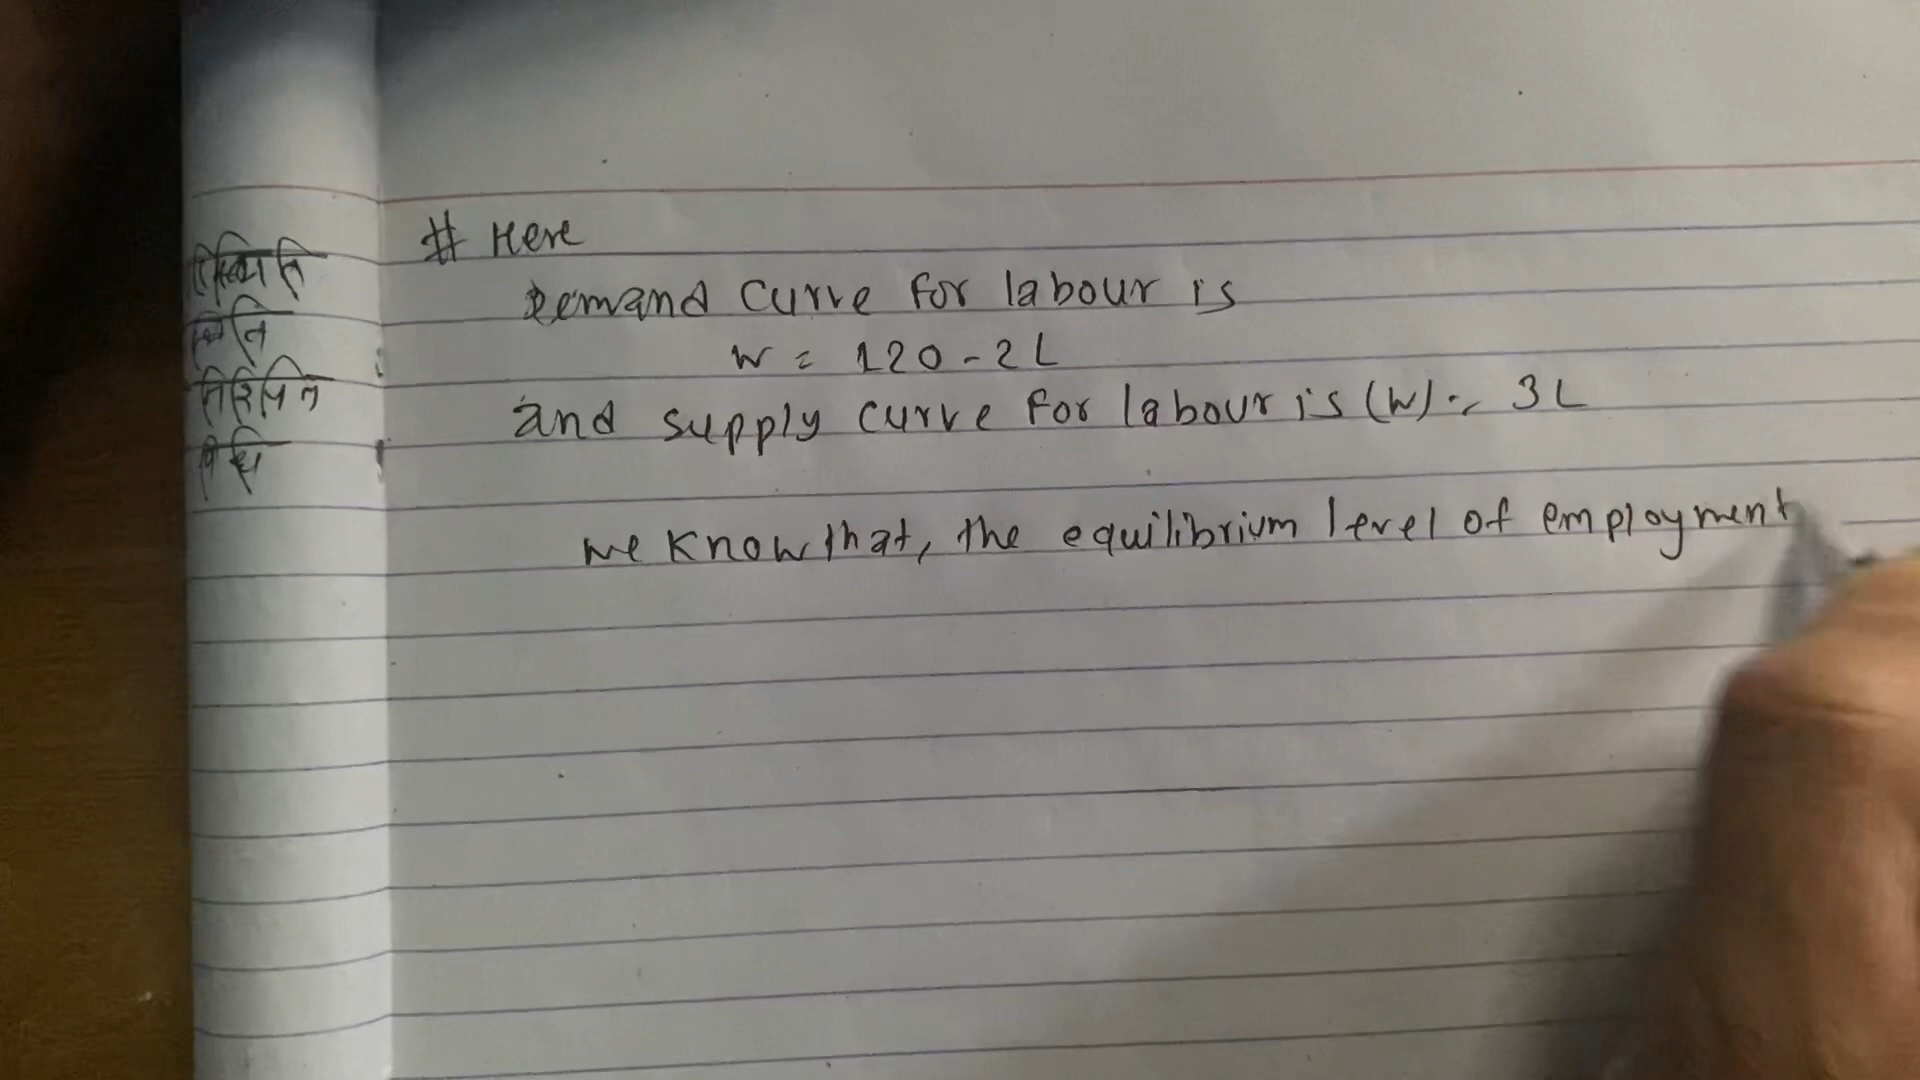 # Here
Demand curve for labour is
W = 120 - 2L
and supply curve for labour is (W) = 3L
we know that, the equilibrium level of employment